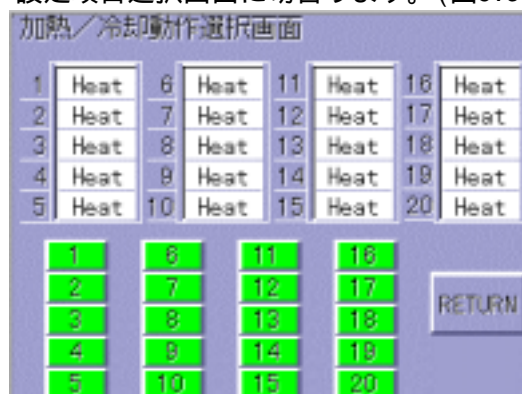 加熱／冷却動作選択画面
1 Heat 6 Heat 11 Heat 16 Heat
2 Heat 7 Heat 12 Heat 17 Heat
3 Heat 8 Heat 13 Heat 18 Heat
4 Heat 9 Heat 14 Heat 19 Heat
5 Heat 10 Heat 15 Heat 20 Heat
1 6 11 16
2 7 12 17
3 8 13 18
4 9 14 19
5 10 15 20
RETURN